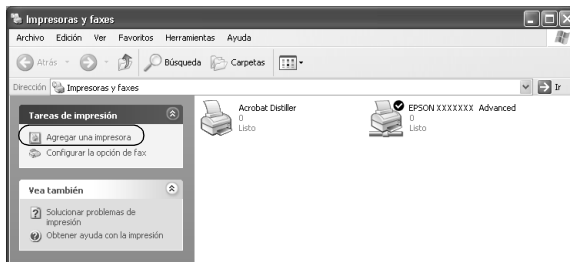 Impresoras y faxes
Archivo Edición Ver Favoritos Herramientas Ayuda
Atrás Búsqueda Carpetas
Dirección Impresoras y faxes Ir
Tareas de impresión
Agregar una impresora
Configurar la opción de fax
Vea también
Solucionar problemas de
impresión
Obtener ayuda con la impresión
Acrobat Distiller
0
Listo
EPSON XXXXXXX Advanced
0
Listo